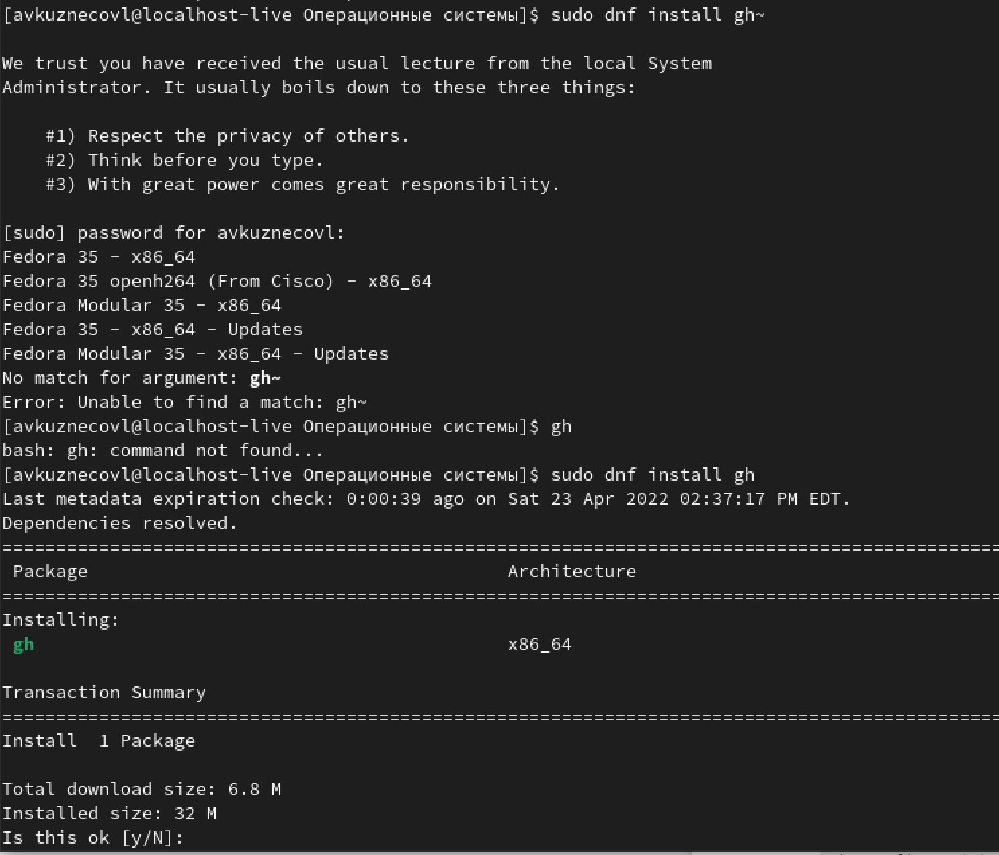 [avkuznecovl@localhost-live Операционные системы]$ sudo dnf install gh~
We trust you have received the usual lecture from the local System
Administrator. It usually boils down to these three things:
#1) Respect the privacy of others.
#2) Think before you type.
#3) With great power comes great responsibility.
[sudo] password for avkuznecovl:
Fedora 35 - x86_64
Fedora 35 openh264 (From Cisco) - x86_64
Fedora Modular 35 - x86_64
Fedora 35 - x86_64 - Updates
Fedora Modular 35 - x86_64 - Updates
No match for argument: gh~
Error: Unable to find a match: gh~
[avkuznecovl@localhost-live Операционные системы]$ gh
bash: gh: command not found...
[avkuznecovl@localhost-live Операционные системы]$ sudo dnf install gh
Last metadata expiration check: 0:00:39 ago on Sat 23 Apr 2022 02:37:17 PM EDT.
Dependencies resolved.
================================================================================
Package Architecture
================================================================================
Installing:
gh x86_64
Transaction Summary
================================================================================
Install  1 Package
Total download size: 6.8 M
Installed size: 32 M
Is this ok [y/N]: